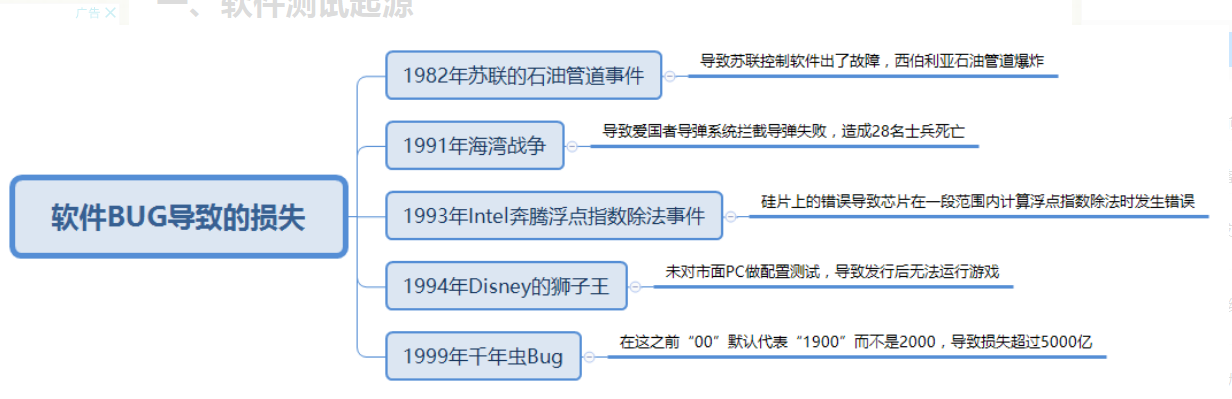 广告
一、软件测试起源
1982年苏联的石油管道事件
导致苏联控制软件出了故障，西伯利亚石油管道爆炸
1991年海湾战争
导致爱国者导弹系统拦截导弹失败，造成28名士兵死亡
软件BUG导致的损失
1993年Intel奔腾浮点指数除法事件
硅片上的错误导致芯片在一段范围内计算浮点指数除法时发生错误
1994年Disney的狮子王
未对市面PC做配置测试，导致发行后无法运行游戏
1999年千年虫Bug
在这之前“00”默认代表“1900”而不是2000，导致损失超过5000亿